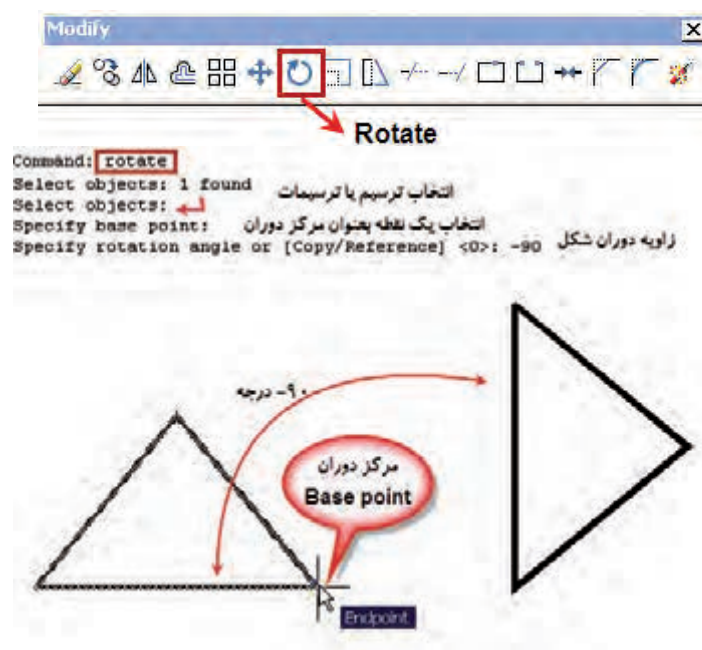 Modify
Rotate
Command: rotate
Select objects: 1 found
Select objects: انتخاب ترسیم یا ترسیمات
Specify base point: انتخاب یک نقطه بعنوان مرکز دوران
Specify rotation angle or [Copy/Reference] <0>: -90 زاویه دوران شکل
-۹۰ درجه
مرکز دوران
Base point
Endpoint